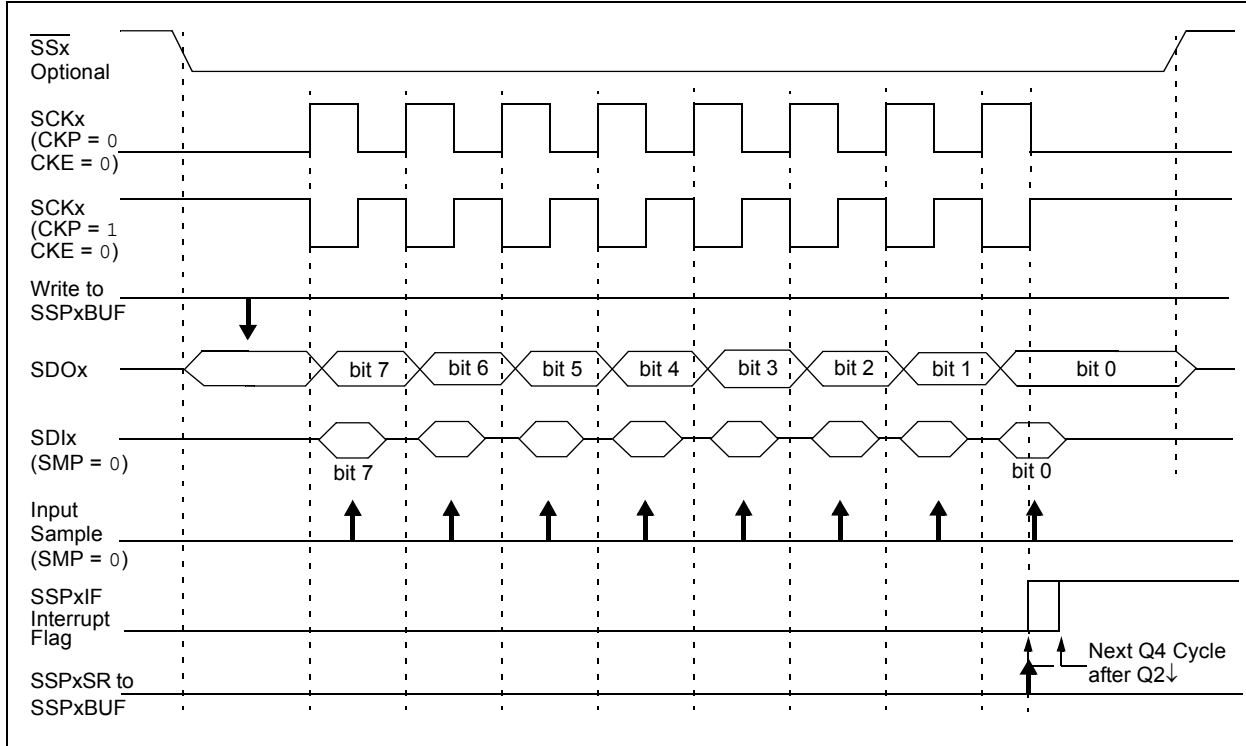 SSx
Optional
SCKx
(CKP = 0
CKE = 0)
SCKx
(CKP = 1
CKE = 0)
Write to
SSPxBUF
SDOx
bit 7
bit 6
bit 5
bit 4
bit 3
bit 2
bit 1
bit 0
SDIx
(SMP = 0)
bit 7
bit 0
Input
Sample
(SMP = 0)
SSPxIF
Interrupt
Flag
Next Q4 Cycle
after Q2↓
SSPxSR to
SSPxBUF